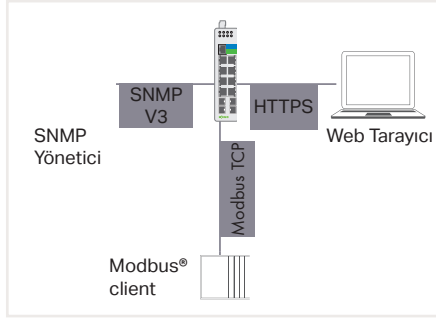 SNMP
V3
HTTPS
SNMP
Yönetici
Web Tarayıcı
Modbus TCP
Modbus®
client